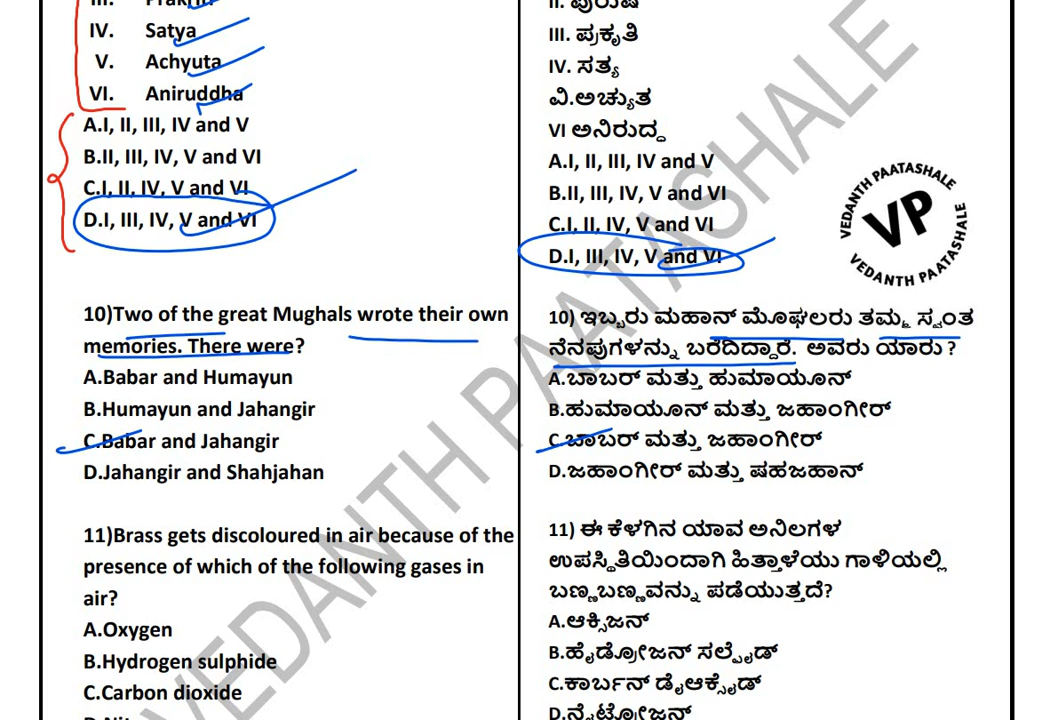 III. Prakriti
IV. Satya
V. Achyuta
VI. Aniruddha
A.I, II, III, IV and V
B.II, III, IV, V and VI
C.I, II, IV, V and VI
D.I, III, IV, V and VI
10)Two of the great Mughals wrote their own
memories. There were?
A.Babar and Humayun
B.Humayun and Jahangir
C.Babar and Jahangir
D.Jahangir and Shahjahan
11)Brass gets discoloured in air because of the
presence of which of the following gases in
air?
A.Oxygen
B.Hydrogen sulphide
C.Carbon dioxide
II. ಪುರುಷ
III. ಪ್ರಕೃತಿ
IV. ಸತ್ಯ
ವಿ.ಅಚ್ಯುತ
VI ಅನಿರುದ್ಧ
A.I, II, III, IV and V
B.II, III, IV, V and VI
C.I, II, IV, V and VI
D.I, III, IV, V and VI
10) ಇಬ್ಬರು ಮಹಾನ್ ಮೊಘಲರು ತಮ್ಮ ಸ್ವಂತ
ನೆನಪುಗಳನ್ನು ಬರೆದಿದ್ದಾರೆ. ಅವರು ಯಾರು?
A.ಬಾಬರ್ ಮತ್ತು ಹುಮಾಯೂನ್
B.ಹುಮಾಯೂನ್ ಮತ್ತು ಜಹಾಂಗೀರ್
C.ಬಾಬರ್ ಮತ್ತು ಜಹಾಂಗೀರ್
D.ಜಹಾಂಗೀರ್ ಮತ್ತು ಷಹಜಹಾನ್
11) ಈ ಕೆಳಗಿನ ಯಾವ ಅನಿಲಗಳ
ಉಪಸ್ಥಿತಿಯಿಂದಾಗಿ ಹಿತ್ತಾಳೆಯು ಗಾಳಿಯಲ್ಲಿ
ಬಣ್ಣಬಣ್ಣವನ್ನು ಪಡೆಯುತ್ತದೆ?
A.ಆಕ್ಸಿಜನ್
B.ಹೈಡ್ರೋಜನ್ ಸಲ್ಫೈಡ್
C.ಕಾರ್ಬನ್ ಡೈಆಕ್ಸೈಡ್
D.ನೈಟ್ರೋಜನ್
VEDANTH PAATASHALE
VP
VEDANTH PAATASHALE
VEDANTH PAATASHALE